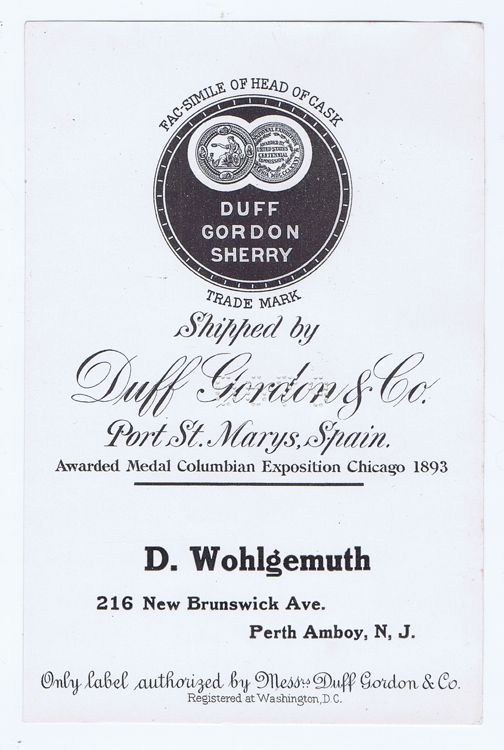 FAC-SIMILE OF HEAD OF CASK
DUFF
GORDON
SHERRY
TRADE MARK
Shipped by
Duff Gordon & Co.
Port St. Marys, Spain.
Awarded Medal Columbian Exposition Chicago 1893
D. Wohlgemuth
216 New Brunswick Ave.
Perth Amboy, N, J.
Only label authorized by Messrs Duff Gordon & Co.
Registered at Washington, D.C.